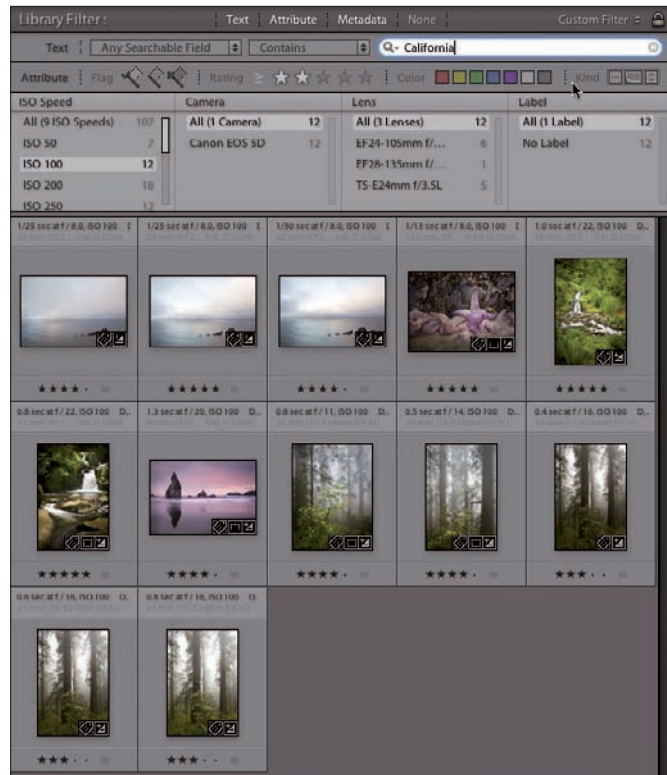 Library Filter :
Text Attribute Metadata None
Custom Filter
Text Any Searchable Field Contains California
Attribute Flag Rating ≥ ★ ★ ★ ★ ★ Color Kind
ISO Speed Camera Lens Label
All (9 ISO Speeds) 107 All (1 Camera) 12 All (3 Lenses) 12 All (1 Label) 12
ISO 50 7 Canon EOS 5D 12 EF24-105mm f/... 6 No Label 12
ISO 100 12 EF28-135mm f/... 1
ISO 200 18 TS-E24mm f/3.5L 5
ISO 250 12
1/25 sec at f / 8.0, ISO 100 1/25 sec at f / 8.0, ISO 100 1/30 sec at f / 8.0, ISO 100 1/13 sec at f / 8.0, ISO 100 1.0 sec at f / 22, ISO 100 D...
★★★★ · ★★★★★ ★★★★ · ★★★★★ ★★★★★
0.8 sec at f / 22, ISO 100 D... 1.3 sec at f / 20, ISO 100 0.8 sec at f / 11, ISO 100 D... 0.5 sec at f / 14, ISO 100 D... 0.4 sec at f / 16, ISO 100 D...
★★★★★ ★★★★ · ★★★★ · ★★★★ · ★★★ · ·
0.6 sec at f / 16, ISO 100 D... 0.8 sec at f / 16, ISO 100
★★★ · · ★★★ · ·